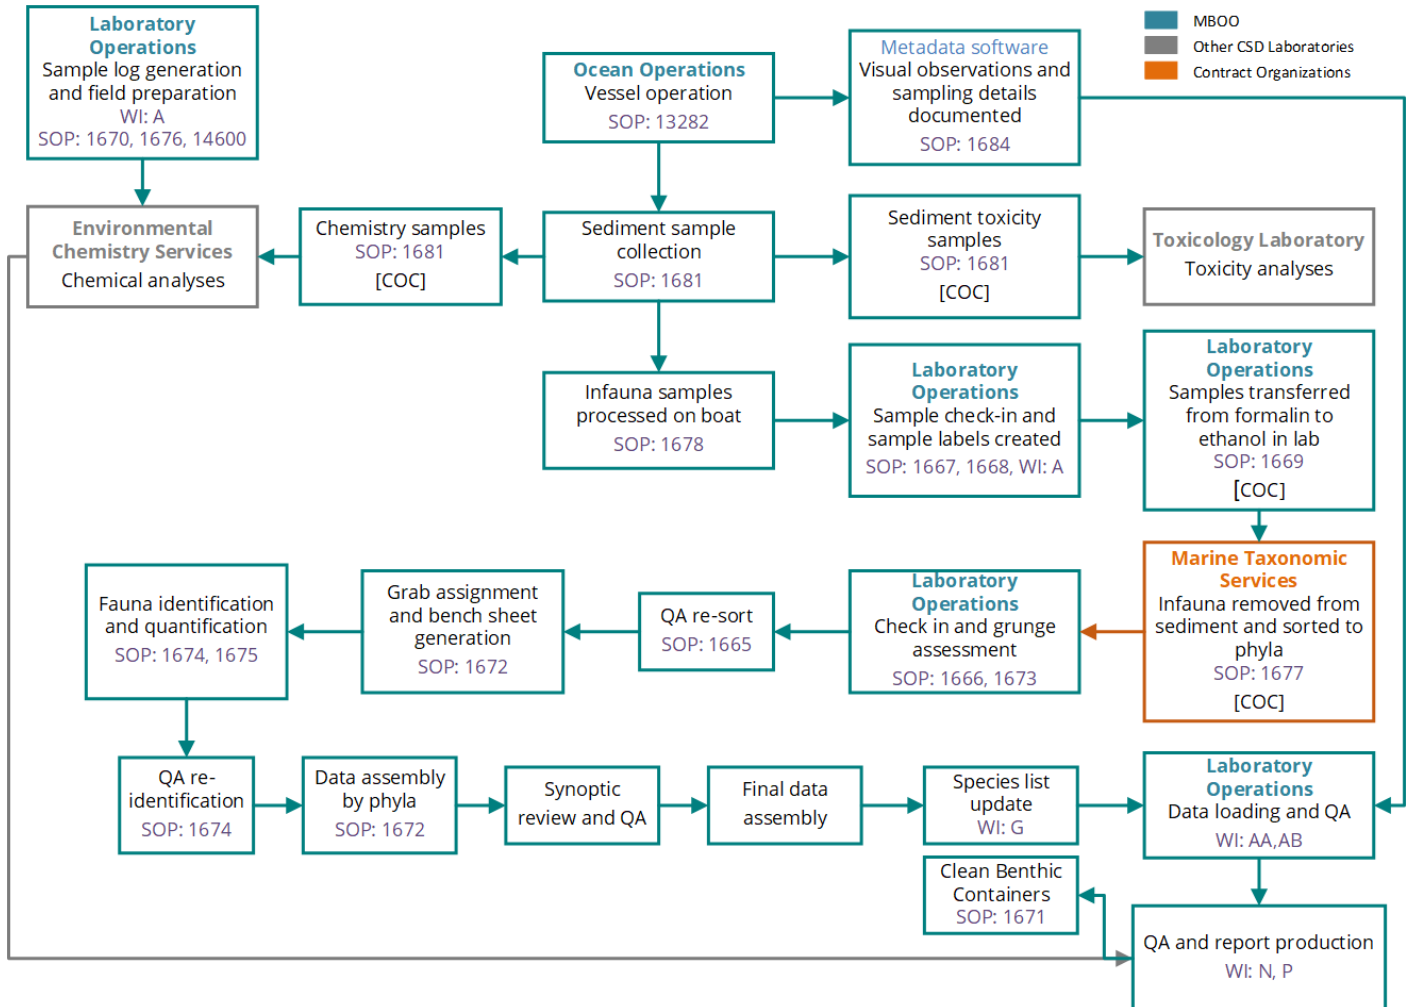 Laboratory
Operations
Sample log generation
and field preparation
WI: A
SOP: 1670, 1676, 14600
Ocean Operations
Vessel operation
SOP: 13282
Metadata software
Visual observations and
sampling details
documented
SOP: 1684
MBOO
Other CSD Laboratories
Contract Organizations
Environmental
Chemistry Services
Chemical analyses
Chemistry samples
SOP: 1681
[COC]
Sediment sample
collection
SOP: 1681
Sediment toxicity
samples
SOP: 1681
[COC]
Toxicology Laboratory
Toxicity analyses
Infauna samples
processed on boat
SOP: 1678
Laboratory
Operations
Sample check-in and
sample labels created
SOP: 1667, 1668, WI: A
Laboratory
Operations
Samples transferred
from formalin to
ethanol in lab
SOP: 1669
[COC]
Marine Taxonomic
Services
Infauna removed from
sediment and sorted to
phyla
SOP: 1677
[COC]
Laboratory
Operations
Check in and grunge
assessment
SOP: 1666, 1673
QA re-sort
SOP: 1665
Grab assignment
and bench sheet
generation
SOP: 1672
Fauna identification
and quantification
SOP: 1674, 1675
QA re-
identification
SOP: 1674
Data assembly
by phyla
SOP: 1672
Synoptic
review and QA
Final data
assembly
Species list
update
WI: G
Laboratory
Operations
Data loading and QA
WI: AA,AB
Clean Benthic
Containers
SOP: 1671
QA and report production
WI: N, P